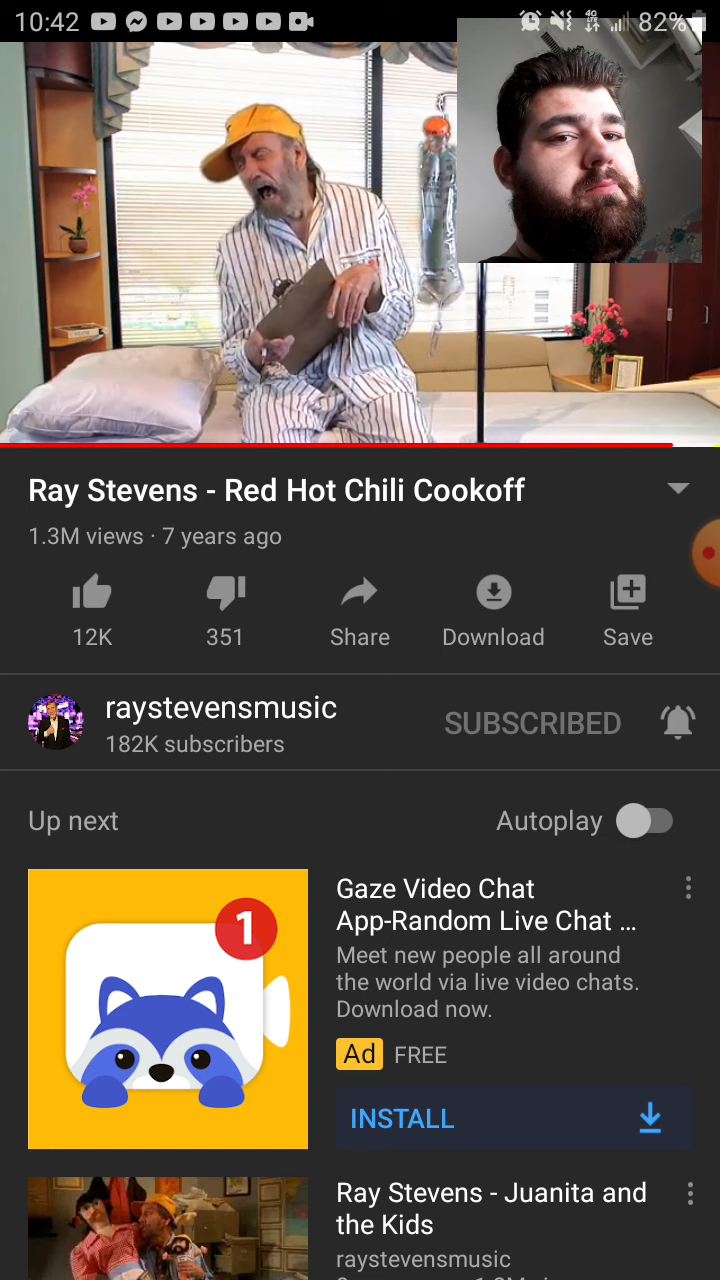 10:42
4G
82%
Ray Stevens - Red Hot Chili Cookoff
1.3M views · 7 years ago
12K
351
Share
Download
Save
raystevensmusic
182K subscribers
SUBSCRIBED
Up next
Autoplay
1
Gaze Video Chat
App-Random Live Chat ...
Meet new people all around
the world via live video chats.
Download now.
Ad FREE
INSTALL
Ray Stevens - Juanita and
the Kids
raystevensmusic